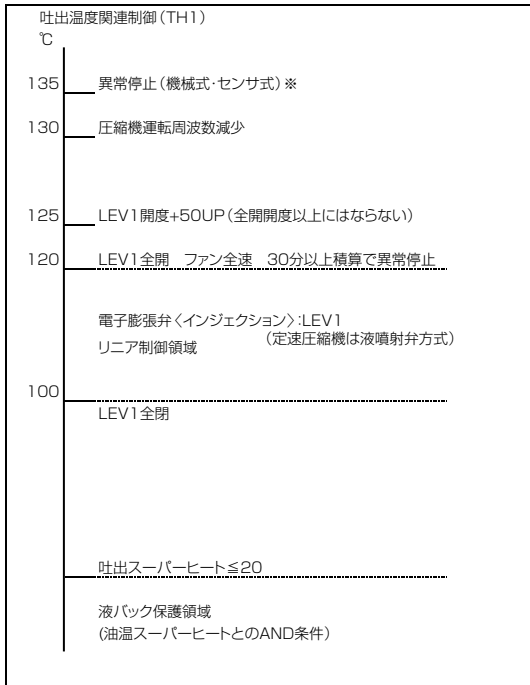 吐出温度関連制御（TH1）
℃
135 異常停止（機械式・センサ式）※
130 圧縮機運転周波数減少
125 LEV1開度+50UP（全開開度以上にはならない）
120 LEV1全開　ファン全速　30分以上積算で異常停止
電子膨張弁〈インジェクション〉：LEV1
（定速圧縮機は液噴射弁方式）
リニア制御領域
100
LEV1全閉
吐出スーパーヒート≦20
液バック保護領域
(油温スーパーヒートとのAND条件）